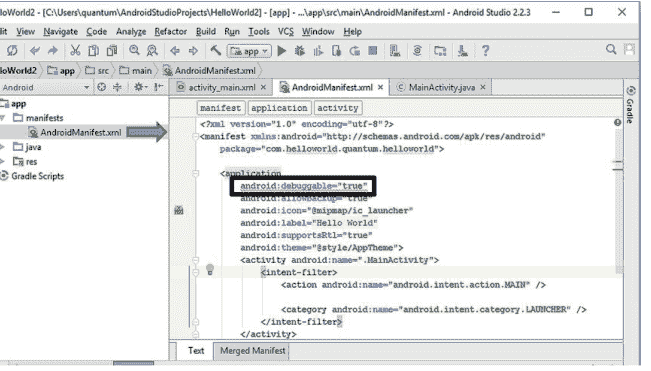 lloWorld2) - [C:\Users\quantum\AndroidStudioProjects\HelloWorld2] - [app] - ...\app\src\main\AndroidManifest.xml - Android Studio 2.2.3
dit View Navigate Code Analyze Refactor Build Run Tools VCS Window Help
app
?
lloWorld2 app src main AndroidManifest.xml
Android
activity_main.xml × AndroidManifest.xml × MainActivity.java ×
app
manifests
AndroidManifest.xml
java
res
Gradle Scripts
manifest application activity
<?xml version="1.0" encoding="utf-8"?>
<manifest xmlns:android="http://schemas.android.com/apk/res/android"
package="com.helloworld.quantum.helloworld">
<application
android:debuggable="true"
android:allowBackup="true"
android:icon="@mipmap/ic_launcher"
android:label="Hello World"
android:supportsRtl="true"
android:theme="@style/AppTheme">
<activity android:name=".MainActivity">
<intent-filter>
<action android:name="android.intent.action.MAIN" />
<category android:name="android.intent.category.LAUNCHER" />
</intent-filter>
</activity>
Text Merged Manifest
Gradle